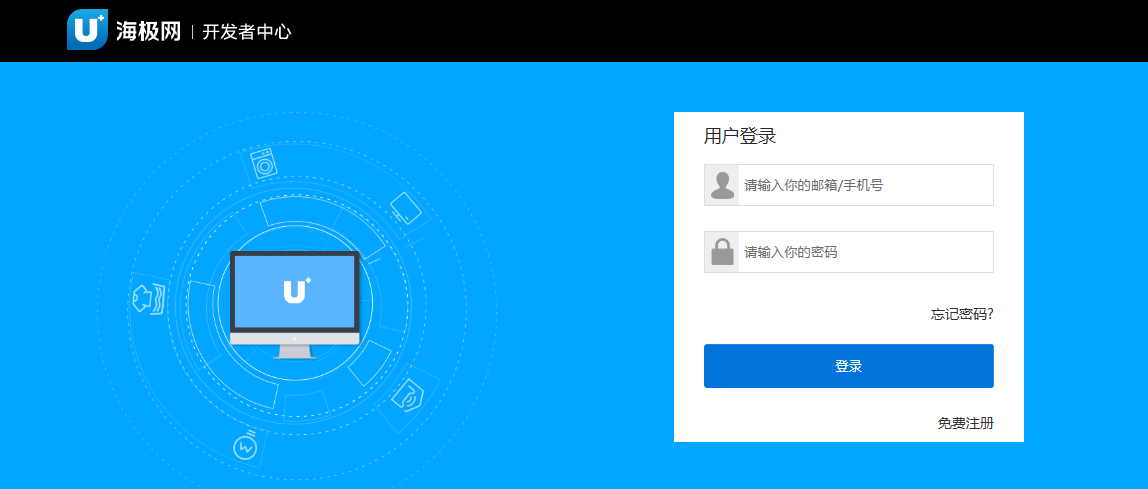 U+ 海极网 | 开发者中心
用户登录
请输入你的邮箱/手机号
请输入你的密码
U+
忘记密码?
登录
免费注册